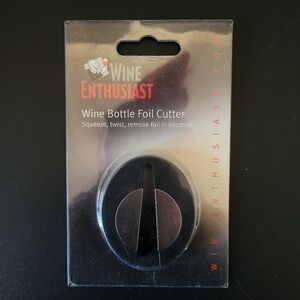 WINE
ENTHUSIAST
Wine Bottle Foil Cutter
Squeeze, twist, remove foil in seconds.
WINEENTHUSIAST.COM